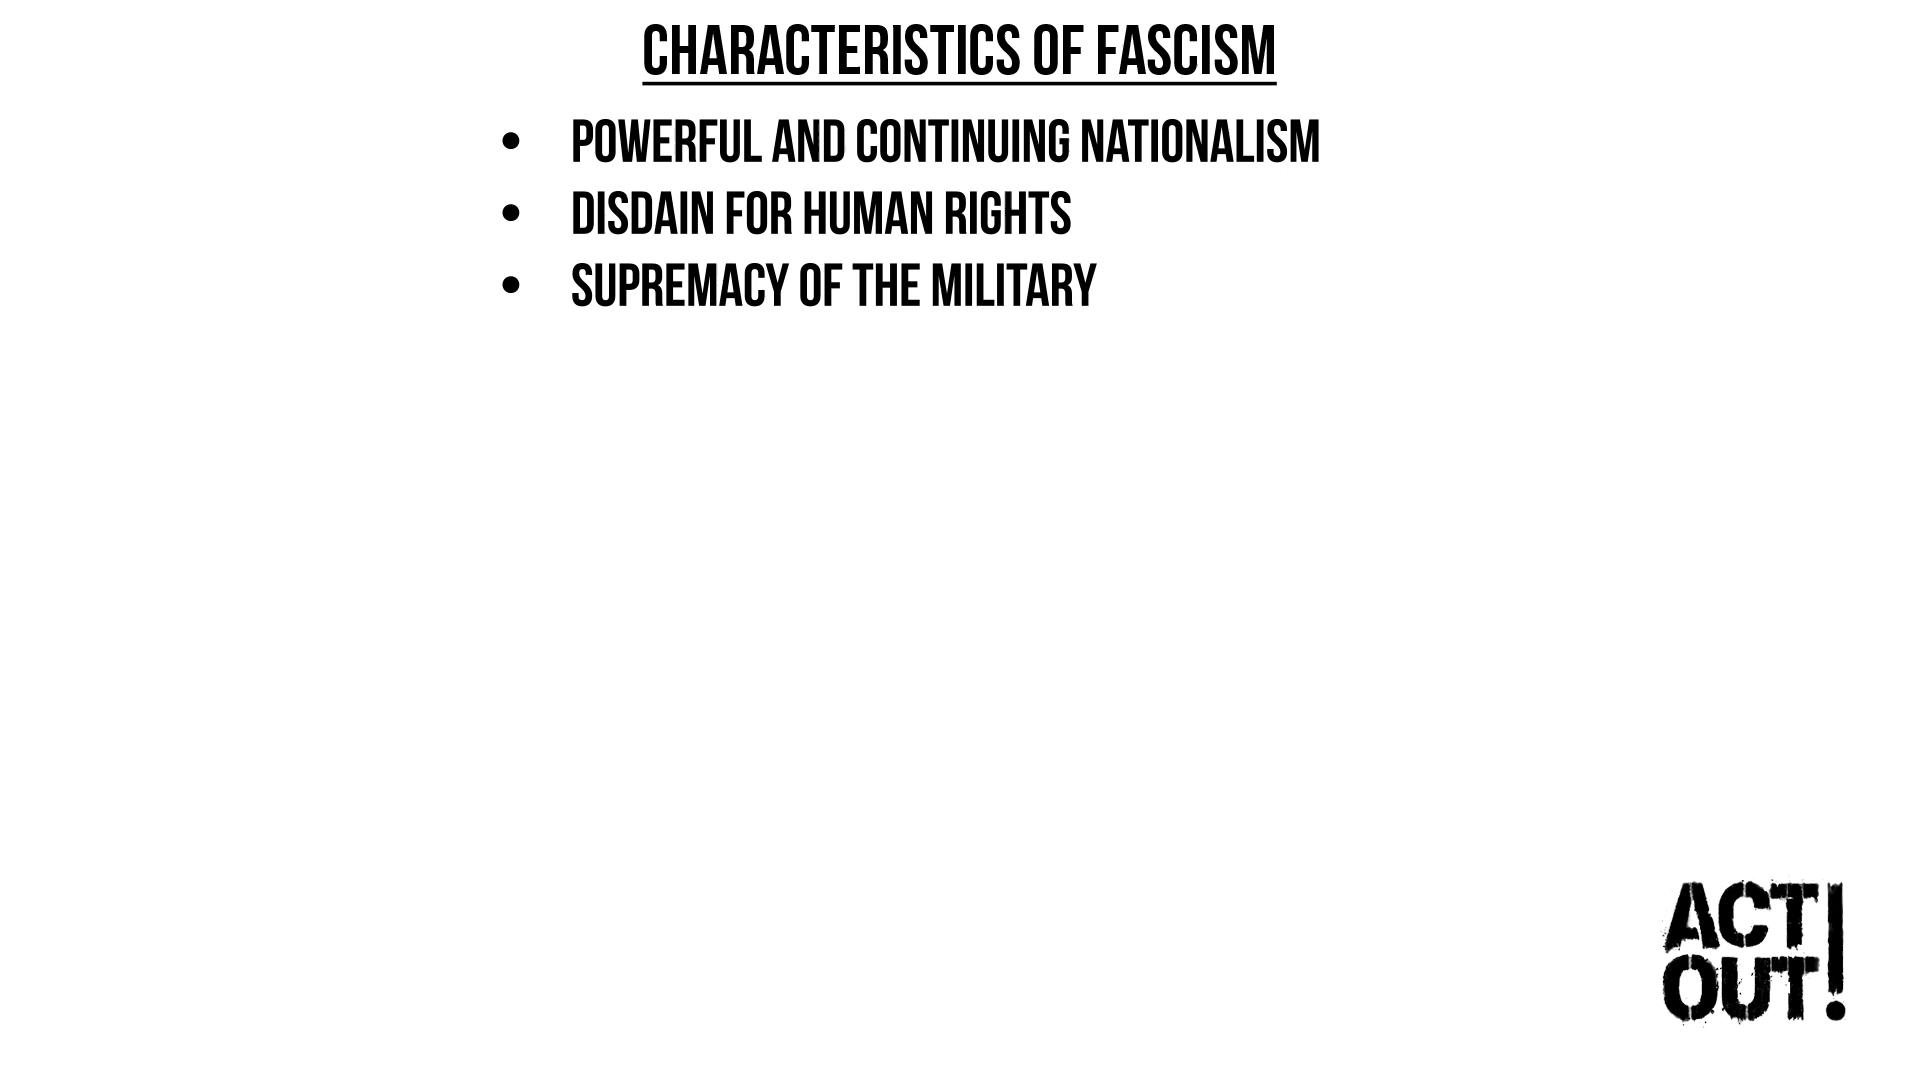 CHARACTERISTICS OF FASCISM
• POWERFUL AND CONTINUING NATIONALISM
• DISDAIN FOR HUMAN RIGHTS
• SUPREMACY OF THE MILITARY
ACT
OUT!